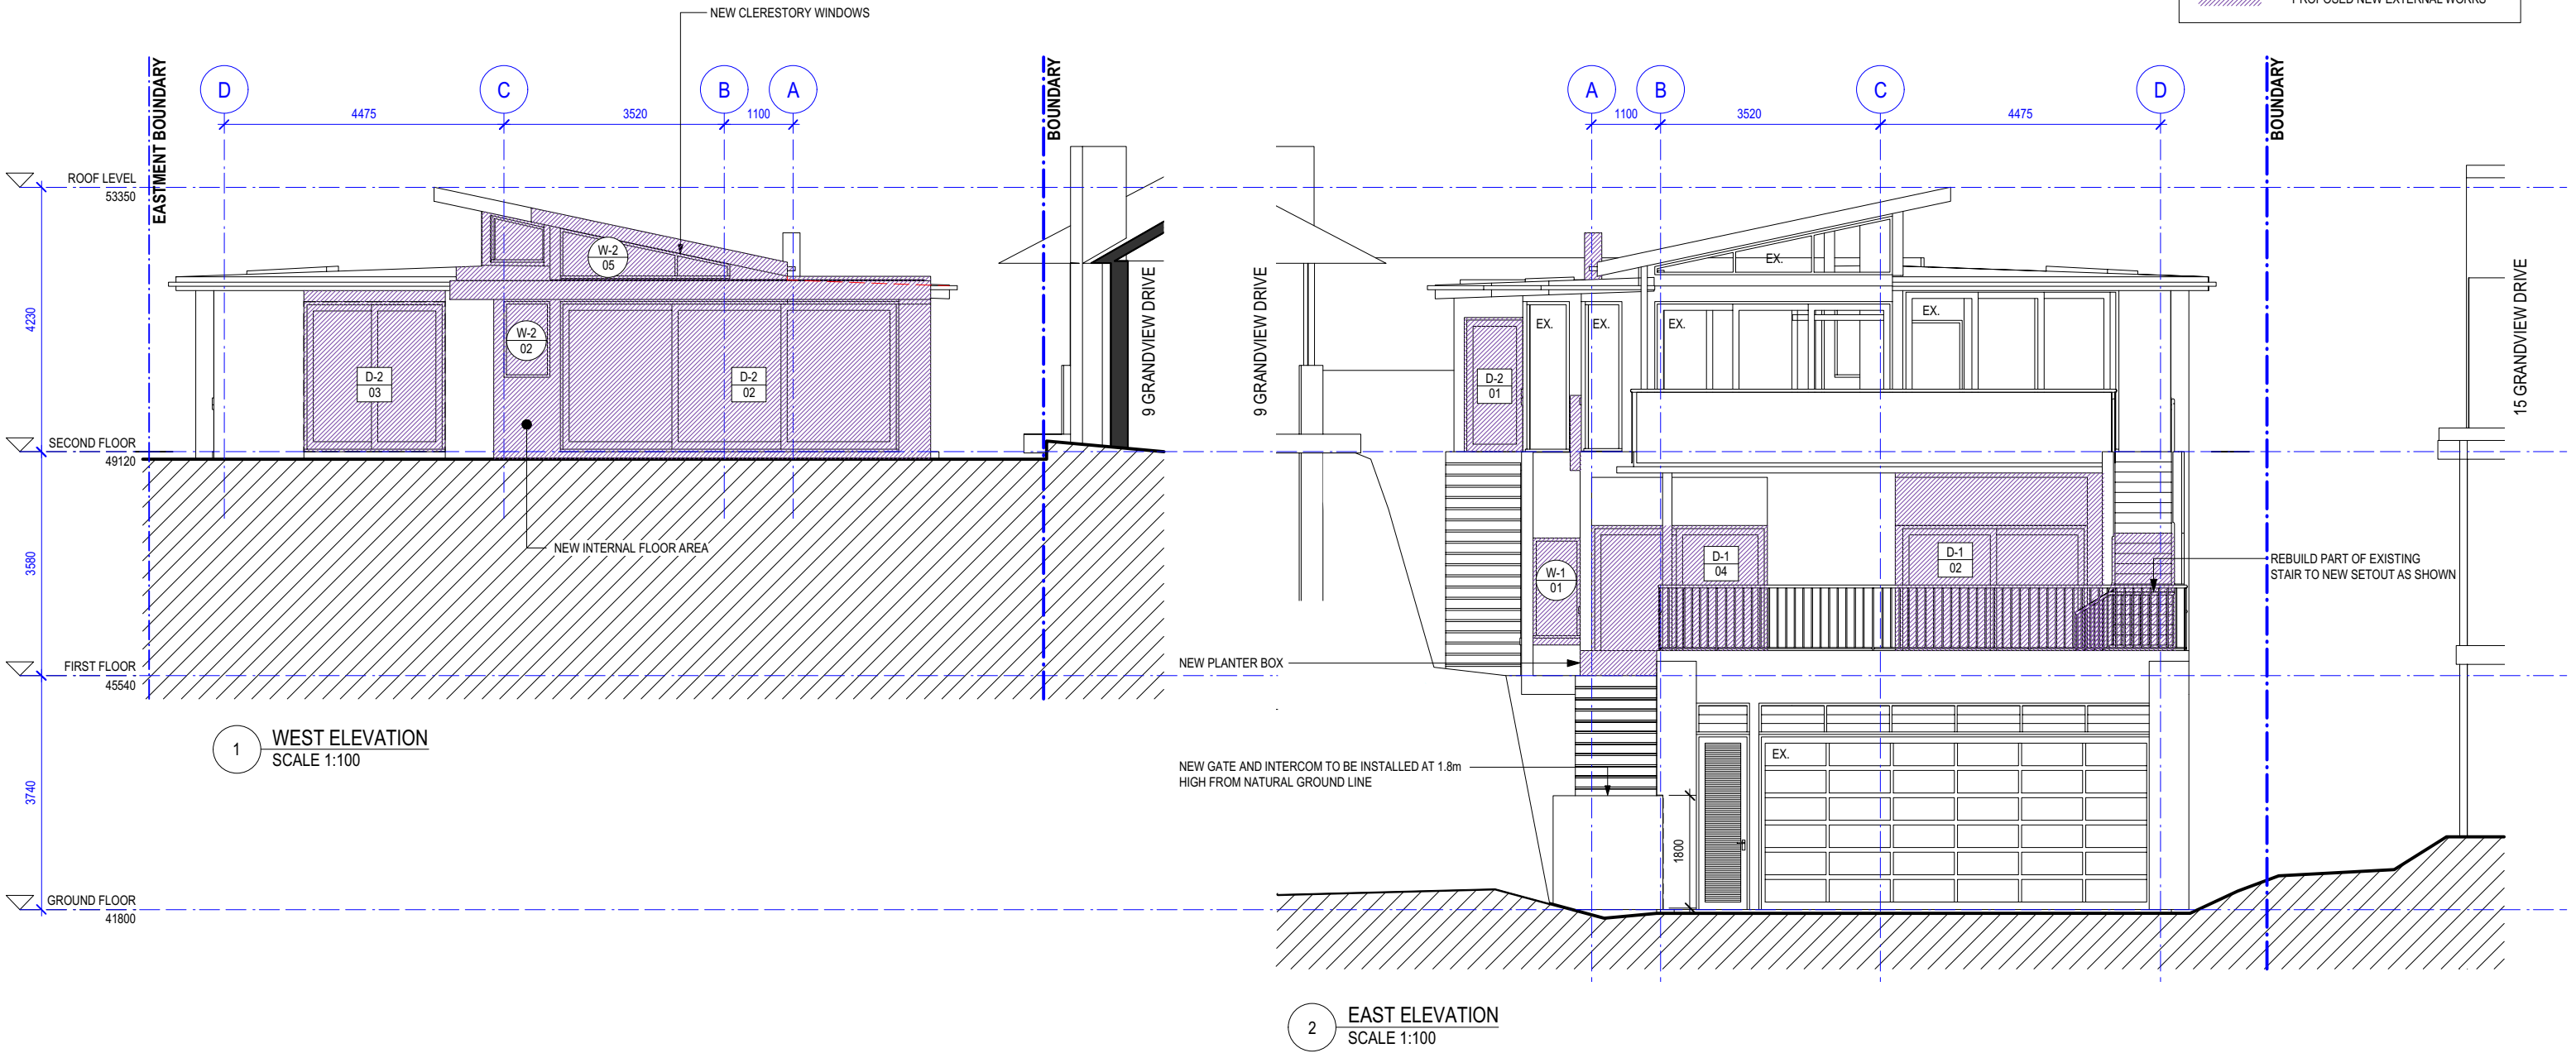 PROPOSED NEW EXTERNAL WORKS
NEW CLERESTORY WINDOWS
EASTMENT BOUNDARY
D
C
B
A
BOUNDARY
4475
3520
1100
ROOF LEVEL
53350
W-2
05
4230
W-2
02
D-2
03
D-2
02
9 GRANDVIEW DRIVE
SECOND FLOOR
49120
3580
NEW INTERNAL FLOOR AREA
FIRST FLOOR
45540
1
WEST ELEVATION
SCALE 1:100
3740
GROUND FLOOR
41800
A
B
C
D
BOUNDARY
1100
3520
4475
9 GRANDVIEW DRIVE
15 GRANDVIEW DRIVE
EX.
EX.
EX.
EX.
EX.
D-2
01
W-1
01
D-1
04
D-1
02
REBUILD PART OF EXISTING
STAIR TO NEW SETOUT AS SHOWN
NEW PLANTER BOX
NEW GATE AND INTERCOM TO BE INSTALLED AT 1.8m
HIGH FROM NATURAL GROUND LINE
EX.
1800
2
EAST ELEVATION
SCALE 1:100